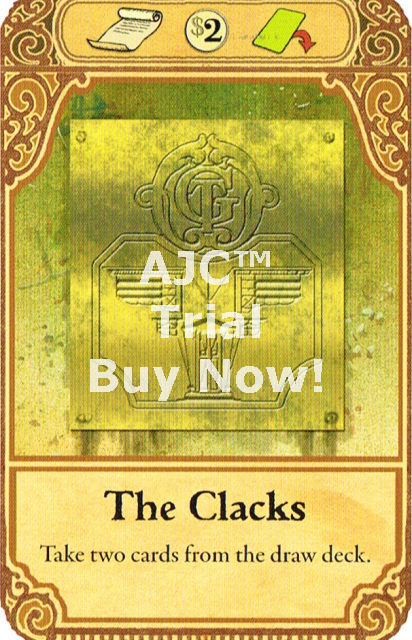 $2
AJC™
Trial
Buy Now!
The Clacks
Take two cards from the draw deck.